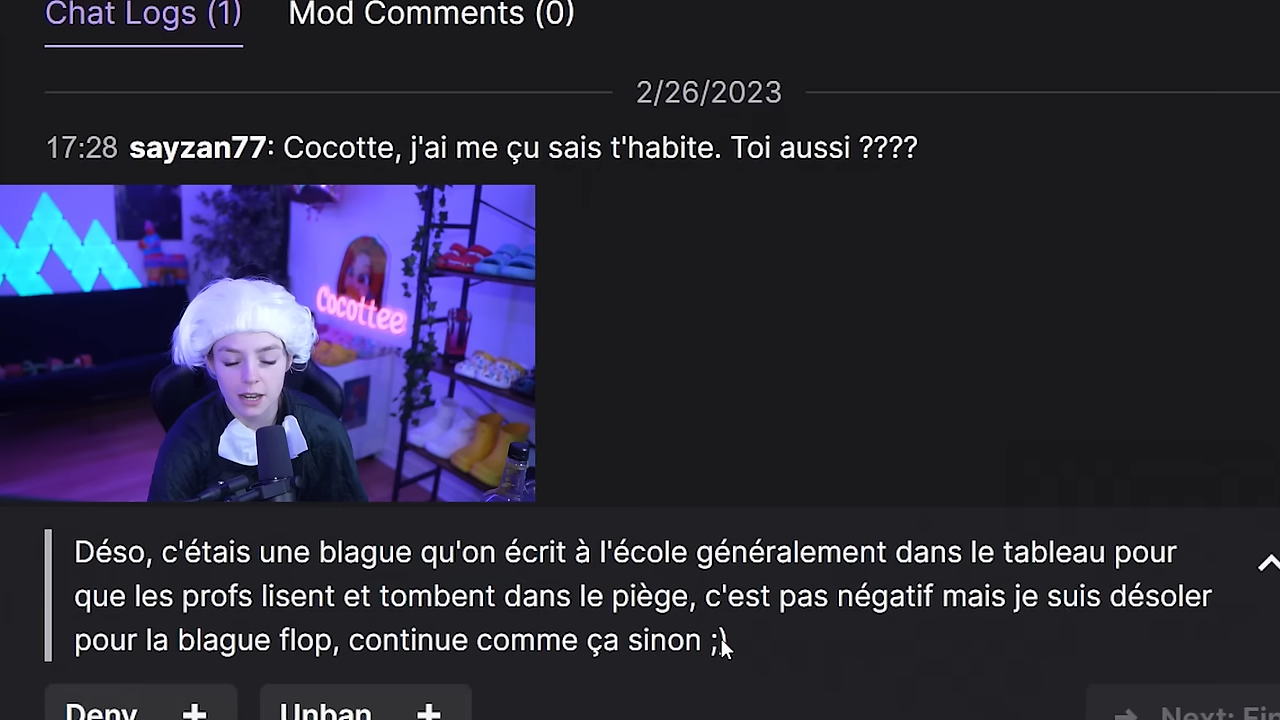 Chat Logs (1) Mod Comments (0)
2/26/2023
17:28 sayzan77: Cocotte, j'ai me çu sais t'habite. Toi aussi ????
Cocottee
Déso, c'étais une blague qu'on écrit à l'école généralement dans le tableau pour
que les profs lisent et tombent dans le piège, c'est pas négatif mais je suis désoler
pour la blague flop, continue comme ça sinon ;)
Deny + Unban + Next: